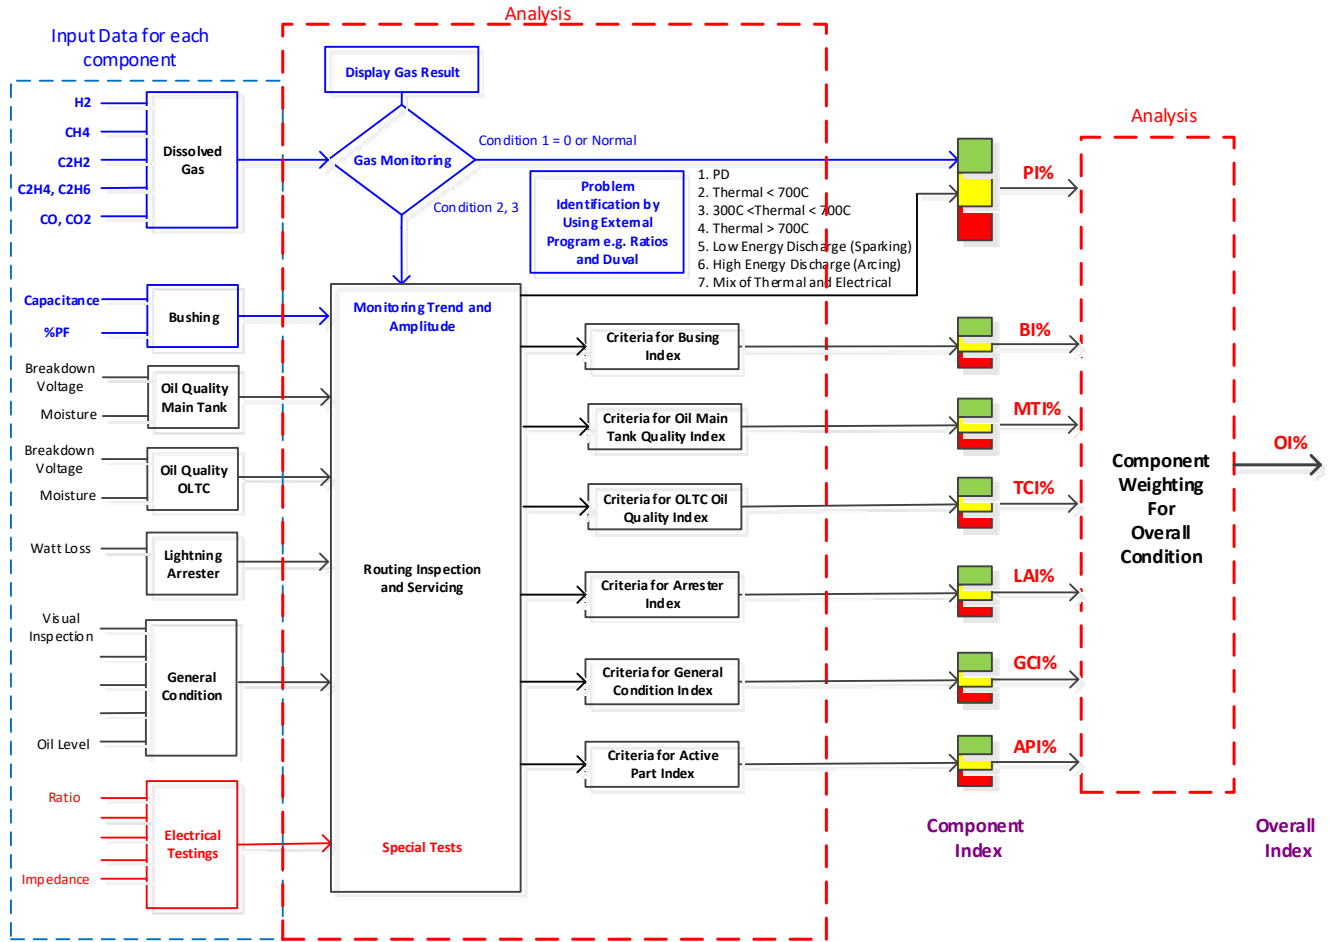 Analysis
Input Data for each
component
Display Gas Result
H2
CH4
C2H2
C2H4, C2H6
CO, CO2
Dissolved
Gas
Gas Monitoring
Condition 1 = 0 or Normal
Condition 2, 3
Problem
Identification by
Using External
Program e.g. Ratios
and Duval
1. PD
2. Thermal < 700C
3. 300C <Thermal < 700C
4. Thermal > 700C
5. Low Energy Discharge (Sparking)
6. High Energy Discharge (Arcing)
7. Mix of Thermal and Electrical
PI%
Analysis
Capacitance
%PF
Bushing
Monitoring Trend and
Amplitude
Criteria for Busing
Index
BI%
Breakdown
Voltage
Moisture
Oil Quality
Main Tank
Criteria for Oil Main
Tank Quality Index
MTI%
Breakdown
Voltage
Moisture
Oil Quality
OLTC
Criteria for OLTC Oil
Quality Index
TCI%
Component
Weighting
For
Overall
Condition
OI%
Watt Loss
Lightning
Arrester
Routing Inspection
and Servicing
Criteria for Arrester
Index
LAI%
Visual
Inspection
Oil Level
General
Condition
Criteria for General
Condition Index
GCI%
Criteria for Active
Part Index
API%
Ratio
Impedance
Electrical
Testings
Special Tests
Component
Index
Overall
Index